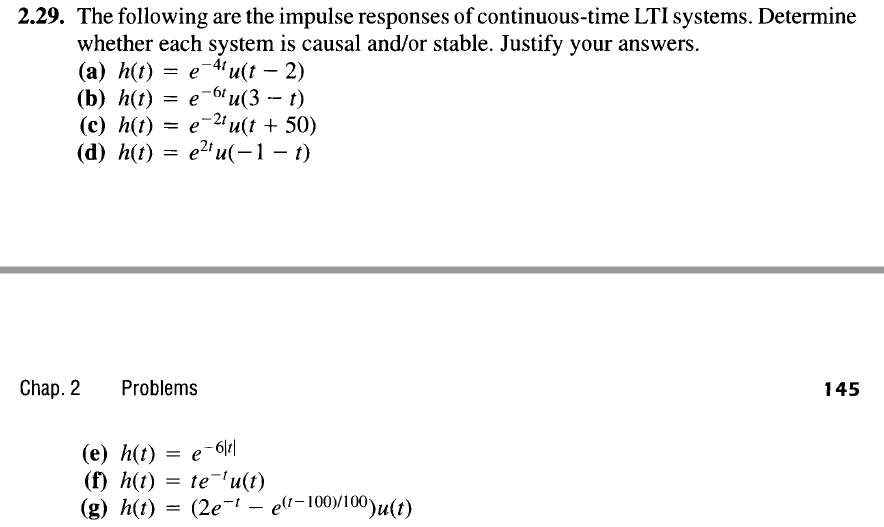 2.29. The following are the impulse responses of continuous-time LTI systems. Determine
whether each system is causal and/or stable. Justify your answers.
(a) h(t) = e^{-4t}u(t − 2)
(b) h(t) = e^{-6t}u(3 − t)
(c) h(t) = e^{-2t}u(t + 50)
(d) h(t) = e^{2t}u(−1 − t)
Chap. 2 Problems 145
(e) h(t) = e^{-6|t|}
(f) h(t) = te^{-t}u(t)
(g) h(t) = (2e^{-t} − e^{(t−100)/100})u(t)